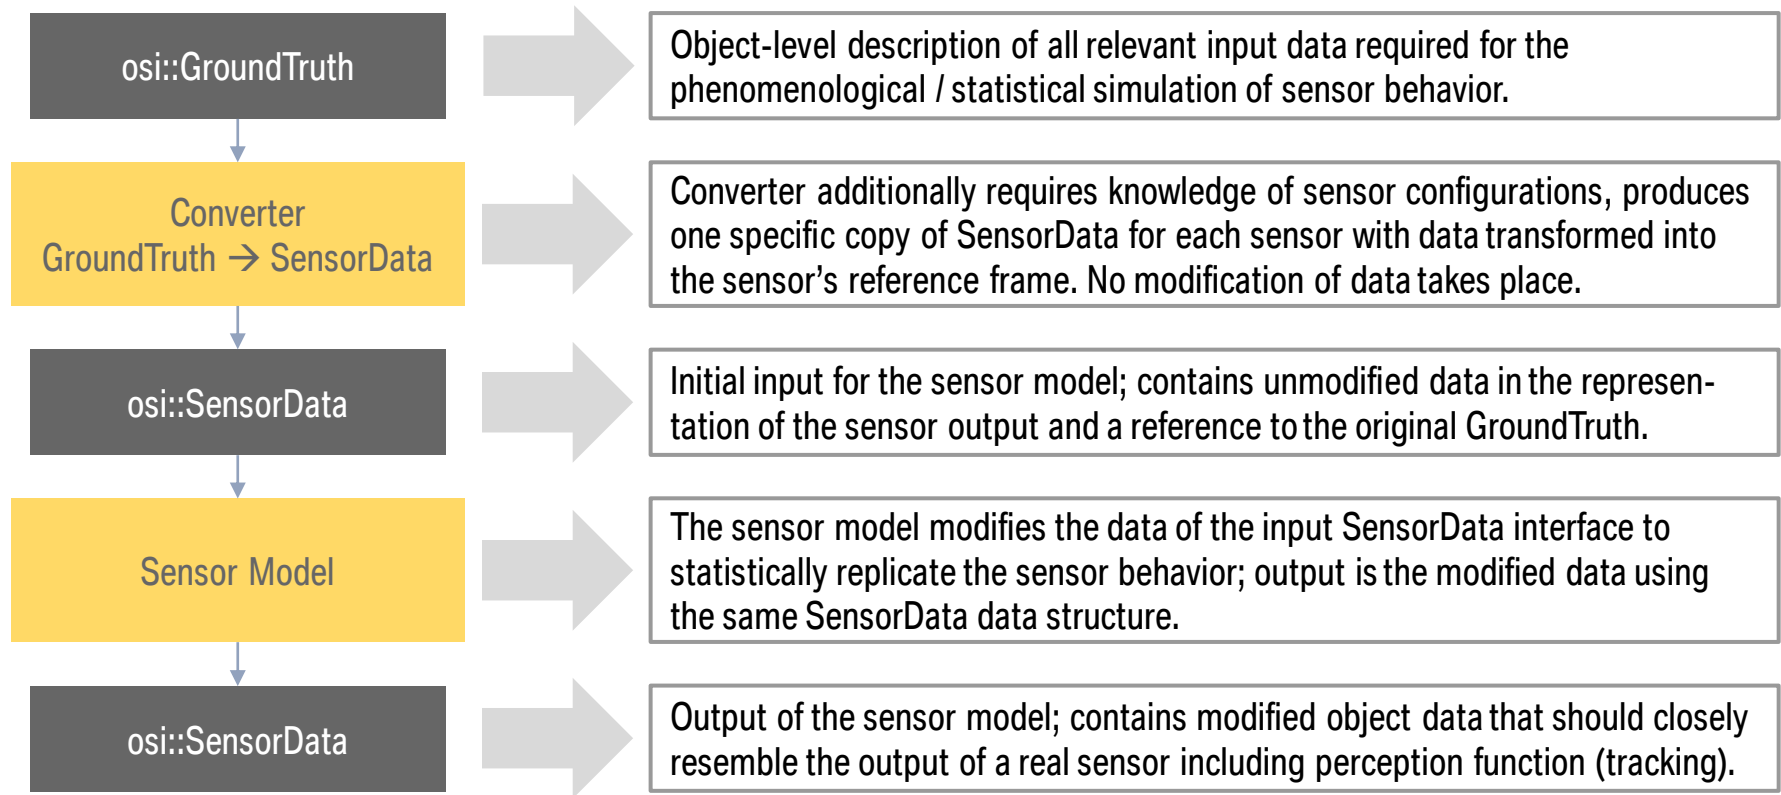 osi::GroundTruth
Object-level description of all relevant input data required for the
phenomenological / statistical simulation of sensor behavior.
Converter
GroundTruth → SensorData
Converter additionally requires knowledge of sensor configurations, produces
one specific copy of SensorData for each sensor with data transformed into
the sensor's reference frame. No modification of data takes place.
osi::SensorData
Initial input for the sensor model; contains unmodified data in the represen-
tation of the sensor output and a reference to the original GroundTruth.
Sensor Model
The sensor model modifies the data of the input SensorData interface to
statistically replicate the sensor behavior; output is the modified data using
the same SensorData data structure.
osi::SensorData
Output of the sensor model; contains modified object data that should closely
resemble the output of a real sensor including perception function (tracking).